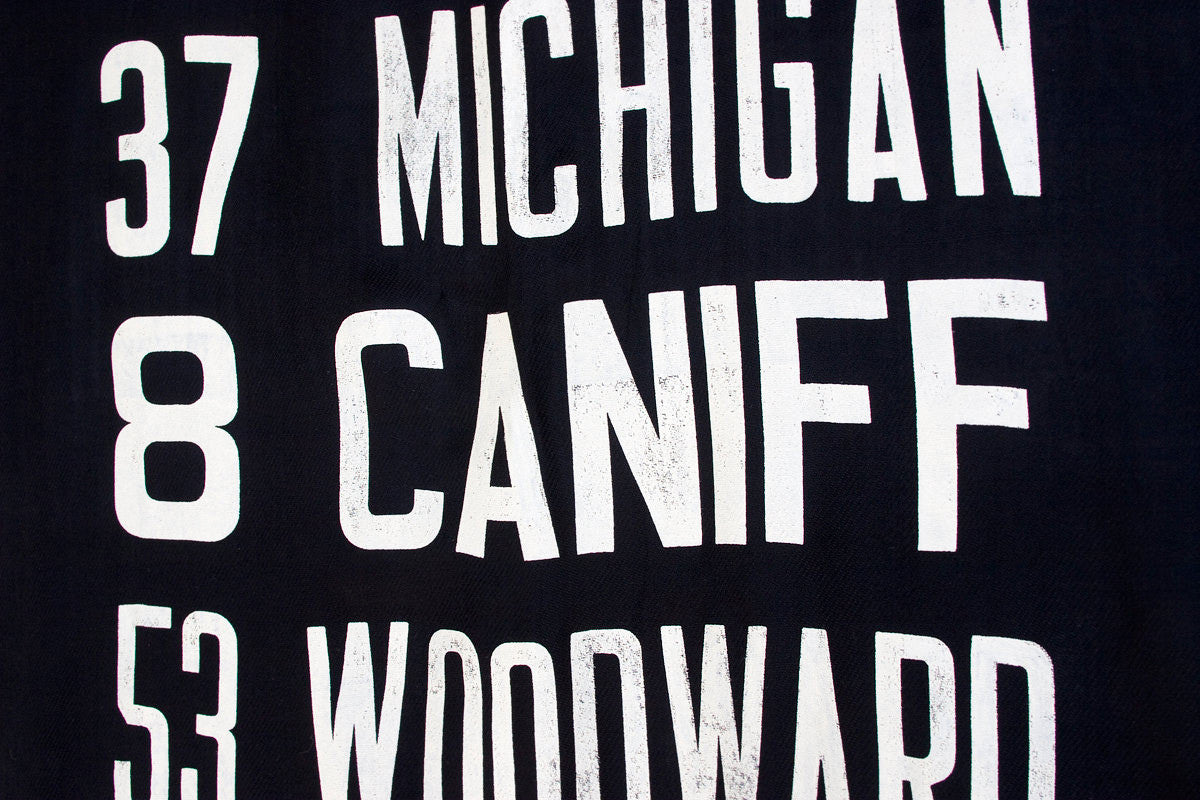 37 MICHIGAN
8 CANIFF
53 WOODWARD